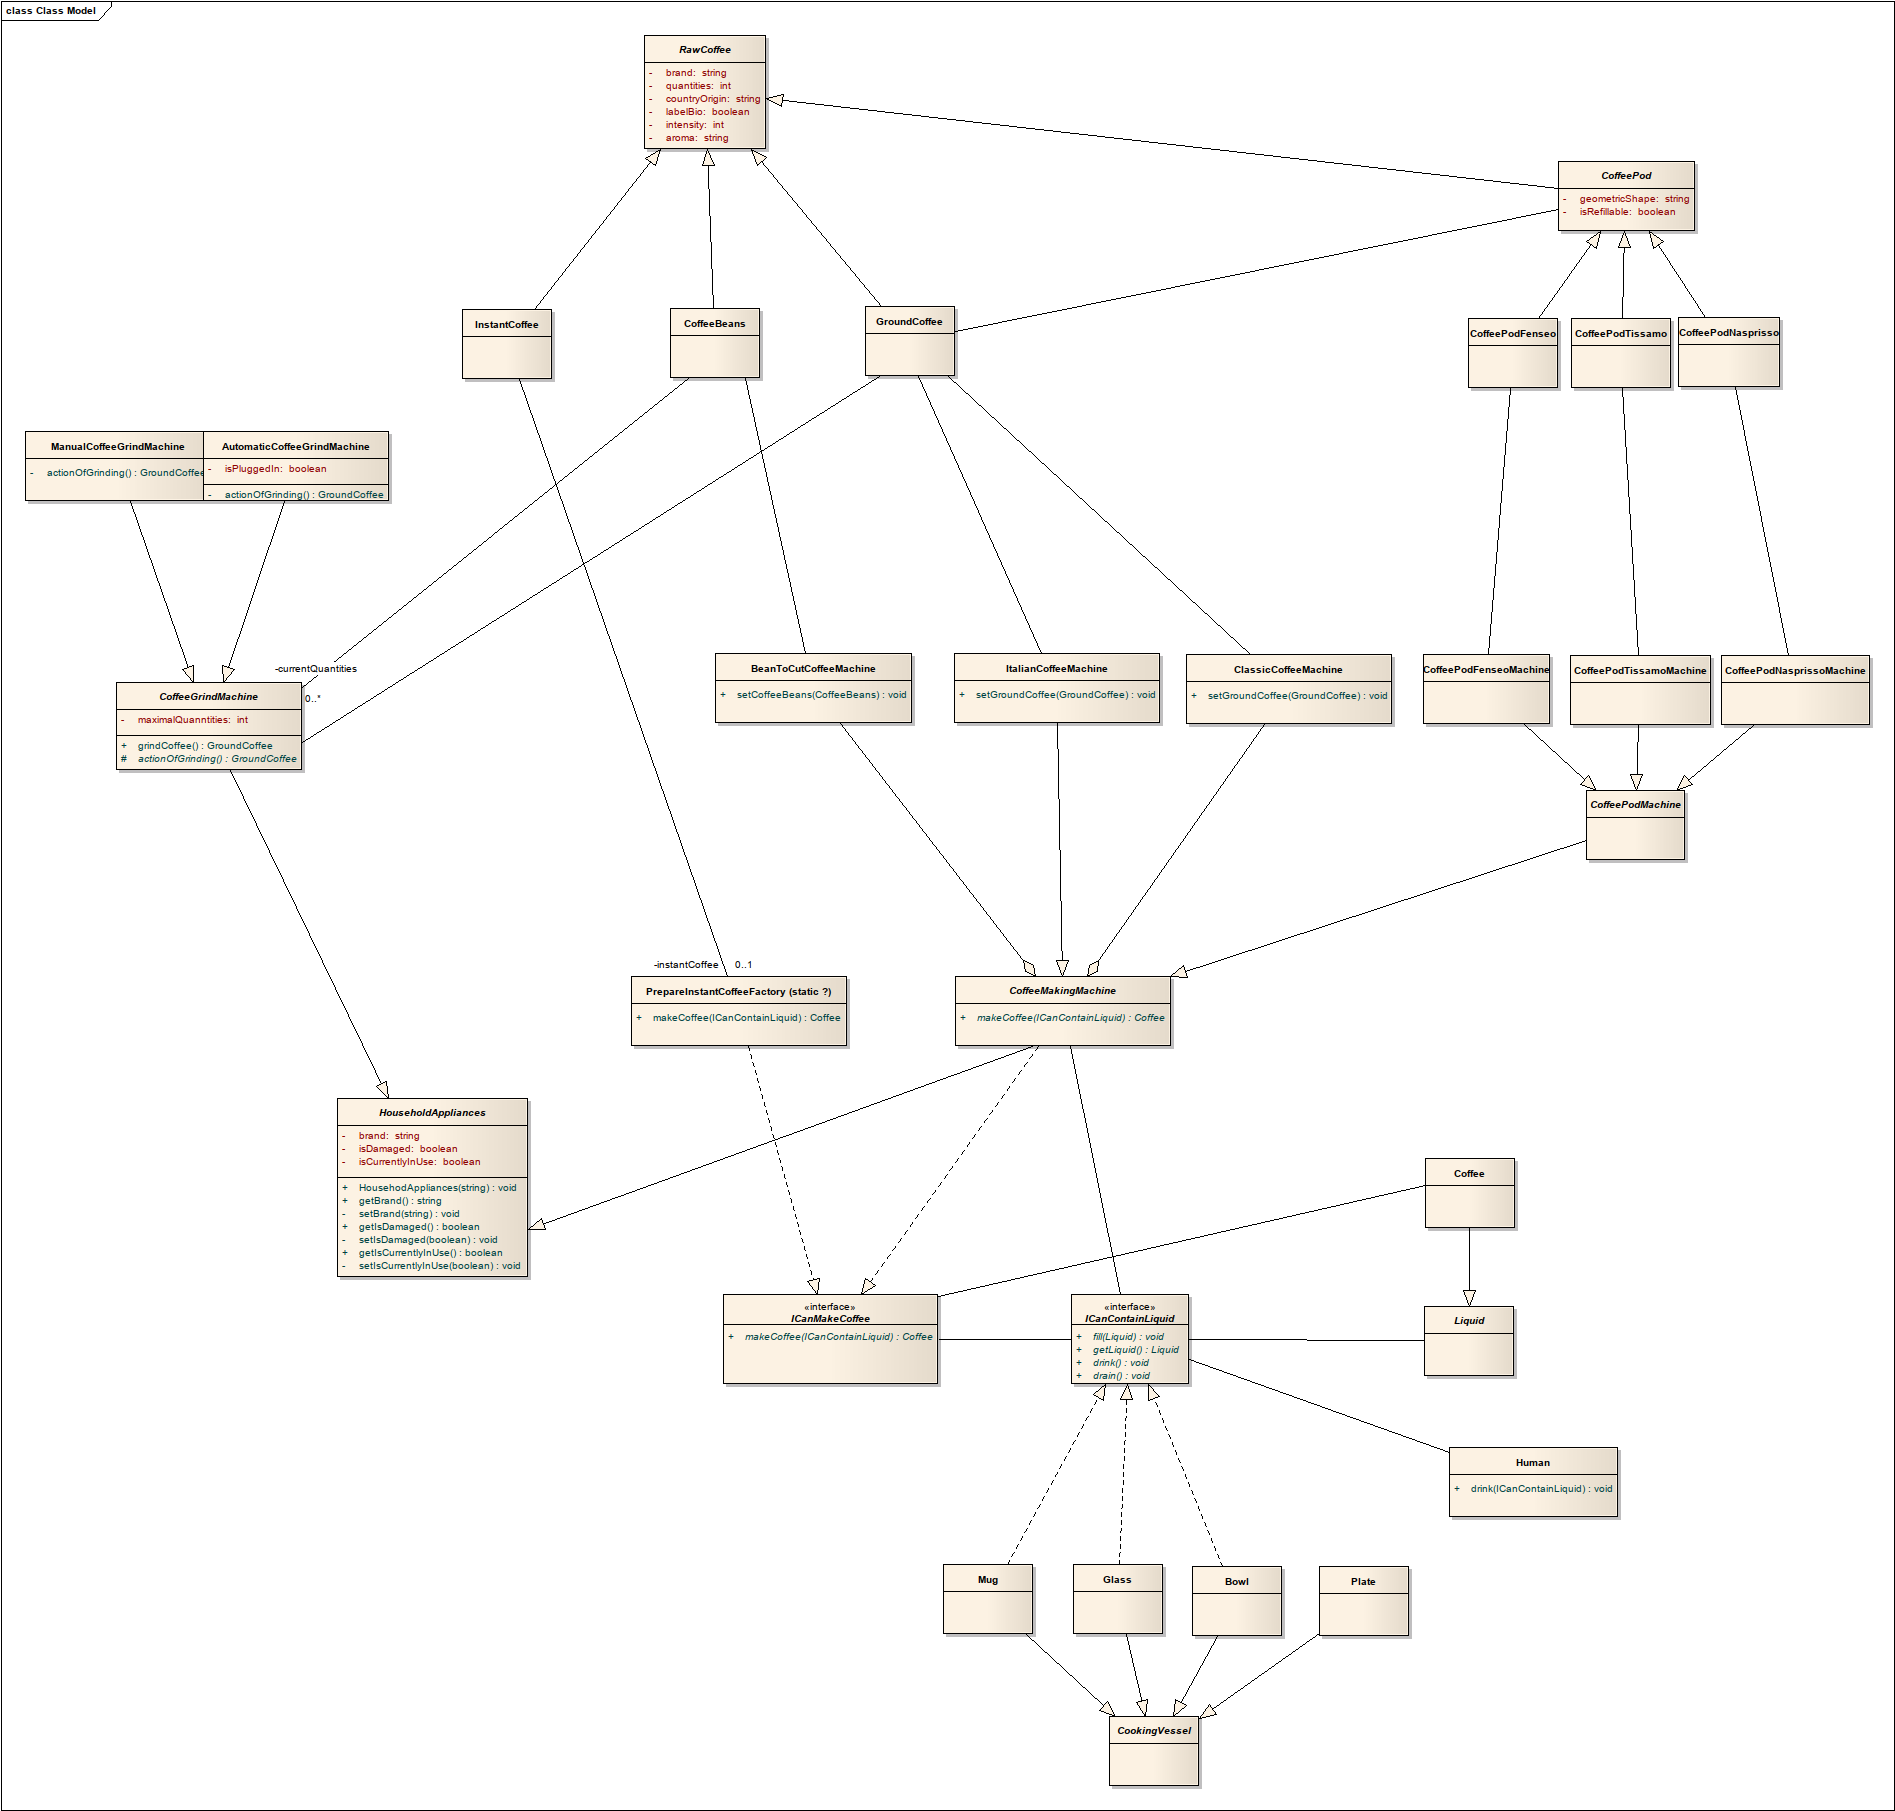 class Class Model
RawCoffee
- brand: string
- quantities: int
- countryOrigin: string
- labelBio: boolean
- intensity: int
- aroma: string
CoffeePod
- geometricShape: string
- isRefillable: boolean
InstantCoffee
CoffeeBeans
GroundCoffee
CoffeePodFenseo
CoffeePodTissamo
CoffeePodNasprisso
ManualCoffeeGrindMachine
- actionOfGrinding() : GroundCoffee
AutomaticCoffeeGrindMachine
- isPluggedIn: boolean
- actionOfGrinding() : GroundCoffee
-currentQuantities
0..*
CoffeeGrindMachine
- maximalQuanntities: int
+ grindCoffee() : GroundCoffee
# actionOfGrinding() : GroundCoffee
BeanToCutCoffeeMachine
+ setCoffeeBeans(CoffeeBeans) : void
ItalianCoffeeMachine
+ setGroundCoffee(GroundCoffee) : void
ClassicCoffeeMachine
+ setGroundCoffee(GroundCoffee) : void
CoffeePodFenseoMachine
CoffeePodTissamoMachine
CoffeePodNasprissoMachine
CoffeePodMachine
-instantCoffee 0..1
PrepareInstantCoffeeFactory (static ?)
+ makeCoffee(ICanContainLiquid) : Coffee
CoffeeMakingMachine
+ makeCoffee(ICanContainLiquid) : Coffee
HouseholdAppliances
- brand: string
- isDamaged: boolean
- isCurrentlyInUse: boolean
+ HousehodAppliances(string) : void
+ getBrand() : string
- setBrand(string) : void
+ getIsDamaged() : boolean
- setIsDamaged(boolean) : void
+ getIsCurrentlyInUse() : boolean
- setIsCurrentlyInUse(boolean) : void
Coffee
«interface»
ICanMakeCoffee
+ makeCoffee(ICanContainLiquid) : Coffee
«interface»
ICanContainLiquid
+ fill(Liquid) : void
+ getLiquid() : Liquid
+ drink() : void
+ drain() : void
Liquid
Human
+ drink(ICanContainLiquid) : void
Mug
Glass
Bowl
Plate
CookingVessel